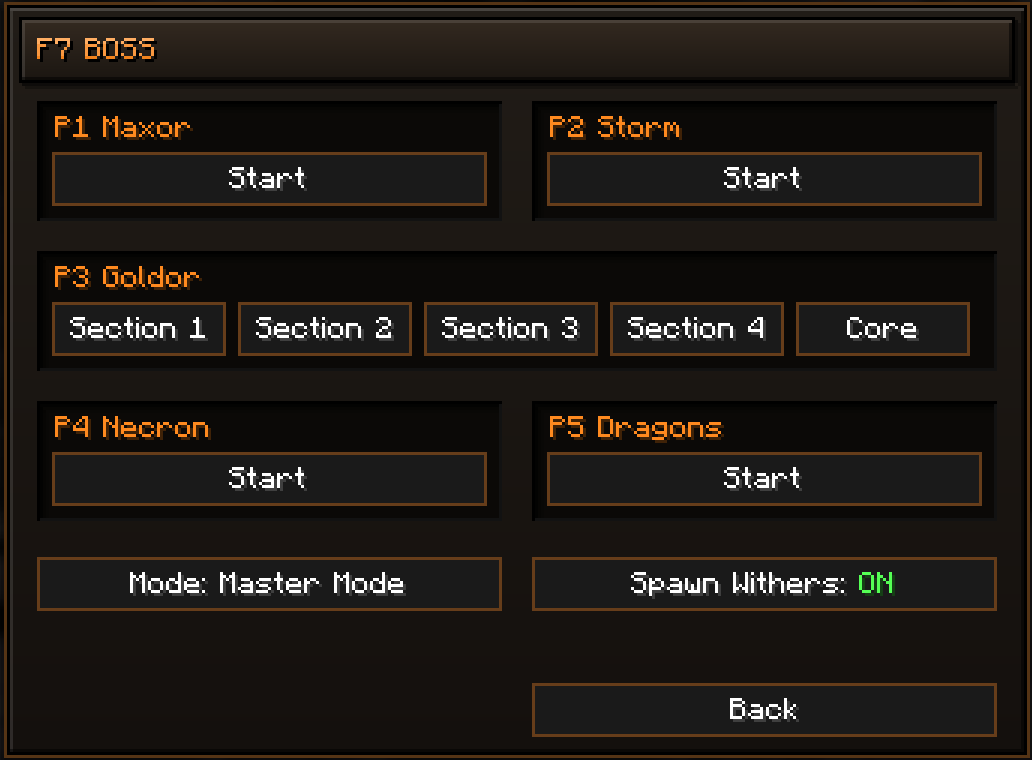 F7 BOSS
P1 Maxor
Start
P2 Storm
Start
P3 Goldor
Section 1
Section 2
Section 3
Section 4
Core
P4 Necron
Start
P5 Dragons
Start
Mode: Master Mode
Spawn Withers: ON
Back